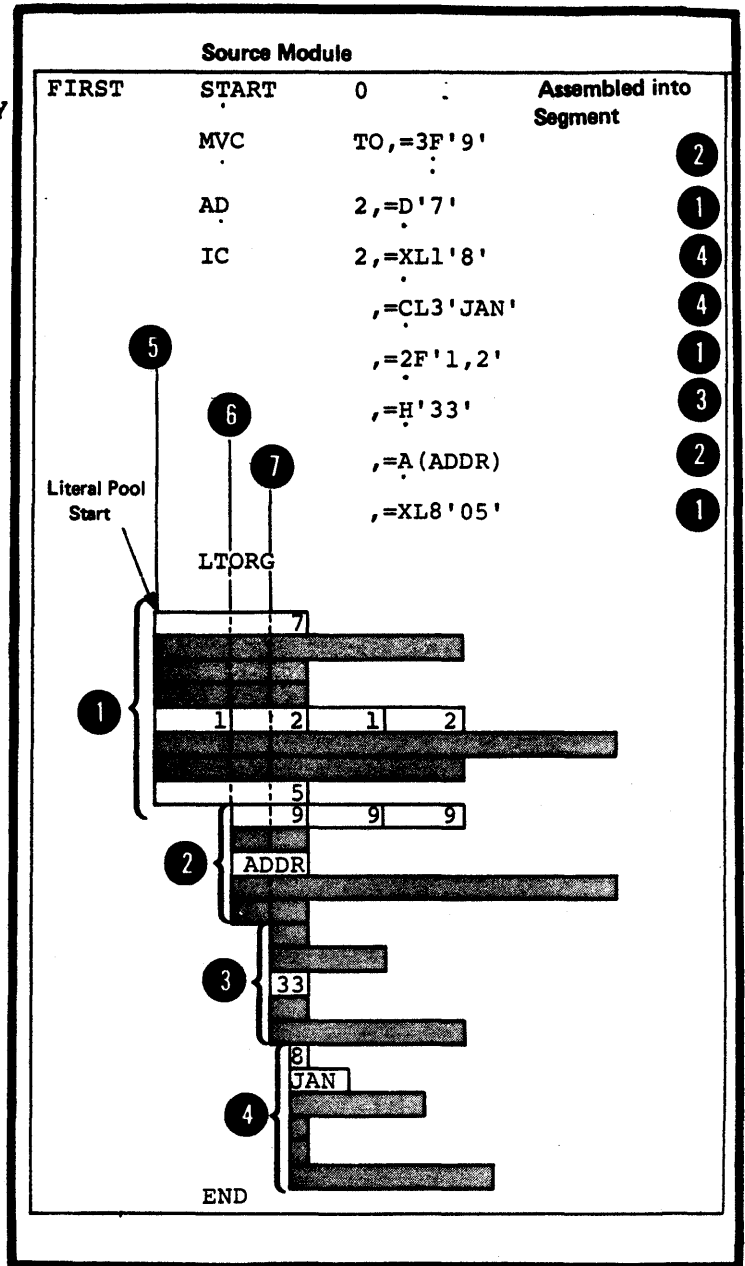 Y
Source Module
FIRST START 0 Assembled into
Segment
MVC TO,=3F'9' 2
AD 2,=D'7' 1
IC 2,=XL1'8' 4
,=CL3'JAN' 4
5
,=2F'1,2' 1
6
,=H'33' 3
7
,=A(ADDR) 2
Literal Pool
Start
,=XL8'05' 1
LTORG
7
1
1 2 1 2
5
9 9 9
2
ADDR
3
33
8
JAN
4
END